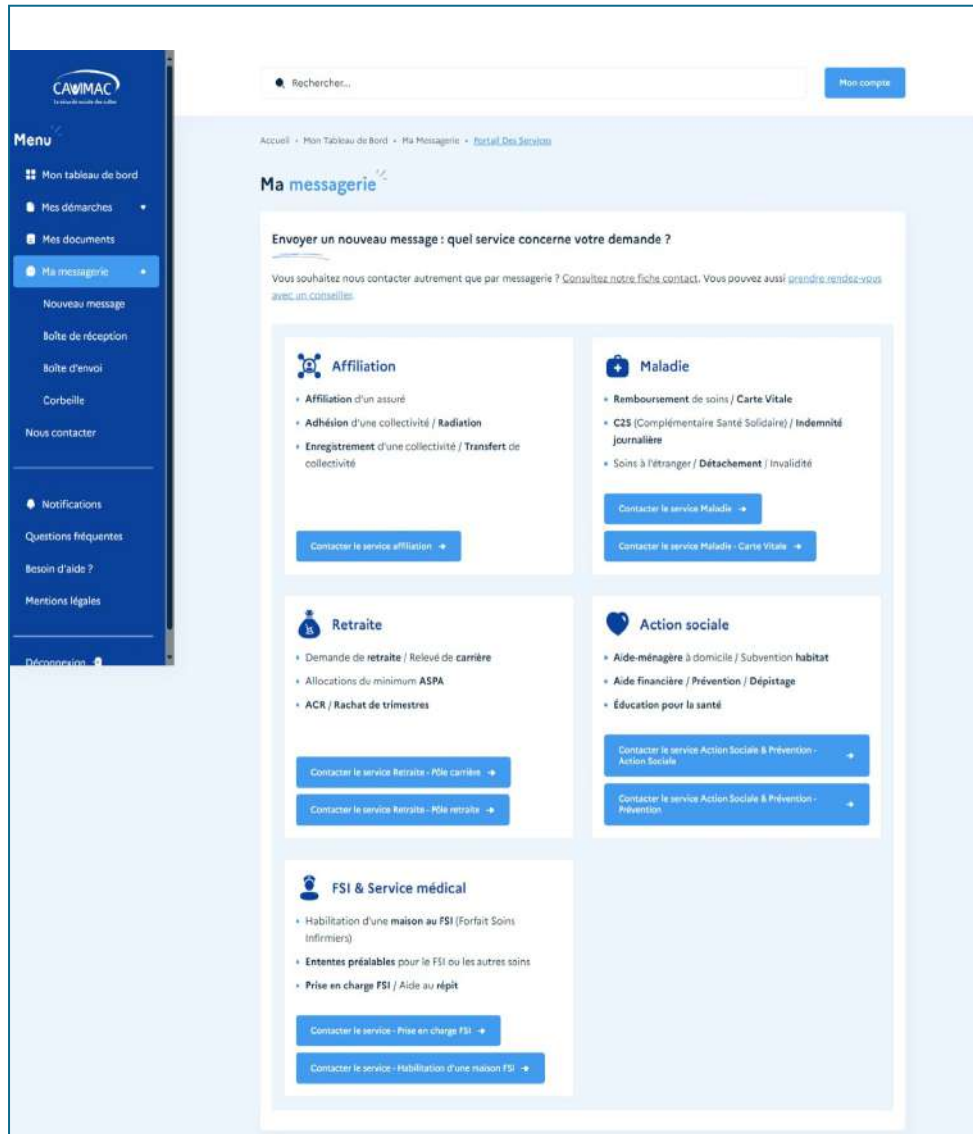 CAVIMAC
Rechercher...
Mon compte
Menu
Mon tableau de bord
Mes démarches
Mes documents
Ma messagerie
Nouveau message
Boîte de réception
Boîte d'envoi
Corbeille
Nous contacter
Notifications
Questions fréquentes
Besoin d'aide ?
Mentions légales
Déconnexion
Accueil • Mon Tableau de Bord • Ma Messagerie • Portail Des Services
Ma messagerie
Envoyer un nouveau message : quel service concerne votre demande ?
Vous souhaitez nous contacter autrement que par messagerie ? Consultez notre fiche contact. Vous pouvez aussi prendre rendez-vous
avec un conseiller.
Affiliation
Affiliation d'un assuré
Adhésion d'une collectivité / Radiation
Enregistrement d'une collectivité / Transfert de
collectivité
Contacter le service affiliation
Maladie
Remboursement de soins / Carte Vitale
C2S (Complémentaire Santé Solidaire) / Indemnité
journalière
Soins à l'étranger / Détachement / Invalidité
Contacter le service Maladie
Contacter le service Maladie - Carte Vitale
Retraite
Demande de retraite / Relevé de carrière
Allocations du minimum ASPA
ACR / Rachat de trimestres
Contacter le service Retraite - Pôle carrière
Contacter le service Retraite - Pôle retraite
Action sociale
Aide-ménagère à domicile / Subvention habitat
Aide financière / Prévention / Dépistage
Éducation pour la santé
Contacter le service Action Sociale & Prévention -
Action Sociale
Contacter le service Action Sociale & Prévention -
Prévention
FSI & Service médical
Habilitation d'une maison au FSI (Forfait Soins
Infirmiers)
Ententes préalables pour le FSI ou les autres soins
Prise en charge FSI / Aide au répit
Contacter le service - Prise en charge FSI
Contacter le service - Habilitation d'une maison FSI